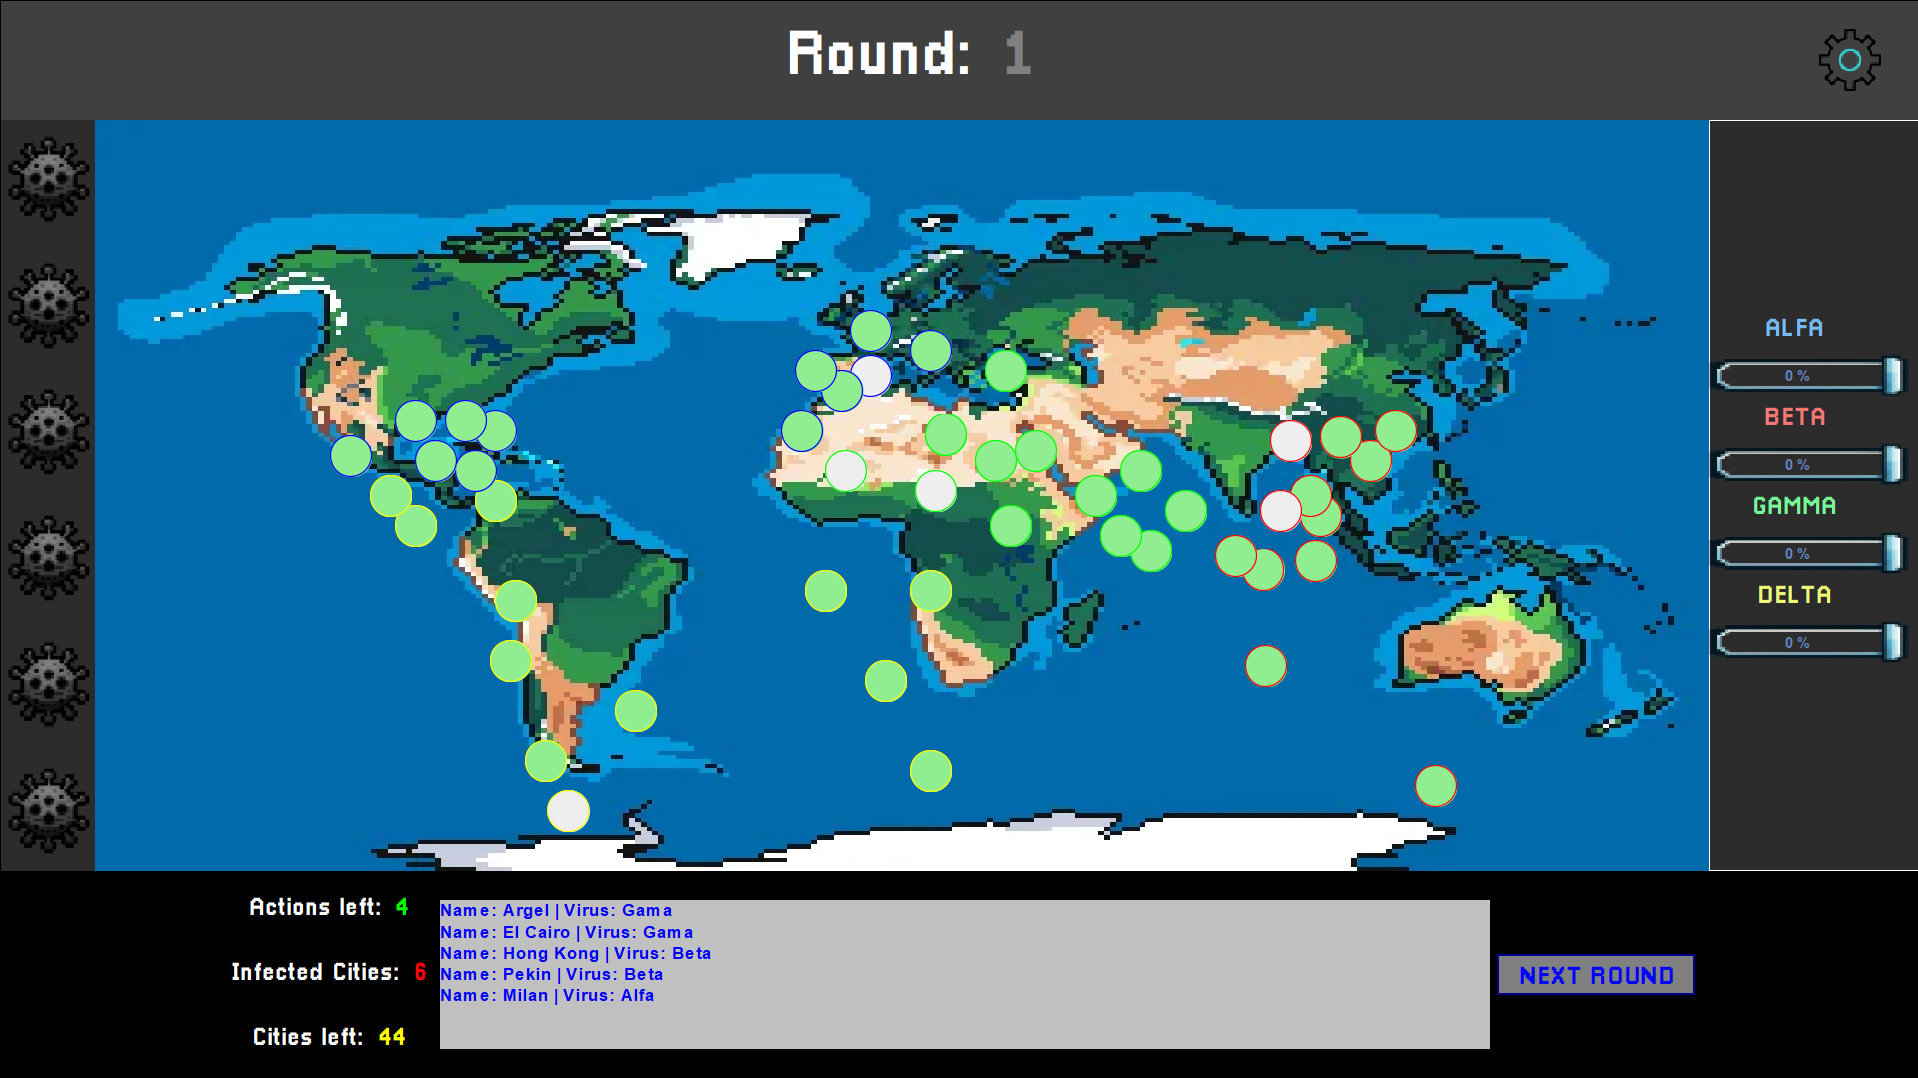 Round: 1
ALFA
0 %
BETA
0 %
GAMMA
0 %
DELTA
0 %
Actions left: 4
Infected Cities: 6
Cities left: 44
Name: Argel | Virus: Gama
Name: El Cairo | Virus: Gama
Name: Hong Kong | Virus: Beta
Name: Pekin | Virus: Beta
Name: Milan | Virus: Alfa
NEXT ROUND